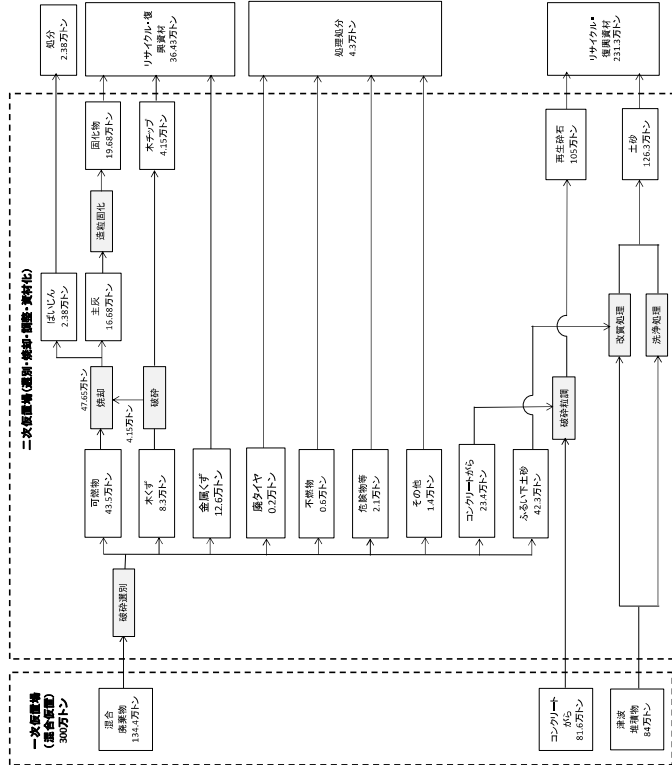 一次仮置場
(混合仮置)
300万トン
混合
廃棄物
134.4万トン
コンクリート
がら
81.6万トン
津波
堆積物
84万トン
二次仮置場(選別・焼却・調整・資材化)
破砕選別
可燃物
43.5万トン
木くず
8.3万トン
金属くず
12.6万トン
廃タイヤ
0.2万トン
不燃物
0.6万トン
危険物等
2.1万トン
その他
1.4万トン
コンクリートがら
23.4万トン
ふるい下土砂
42.3万トン
47.65万トン
焼却
4.15万トン
破砕
破砕粒調
改質処理
洗浄処理
ばいじん
2.38万トン
主灰
16.68万トン
造粒固化
固化物
19.68万トン
木チップ
4.15万トン
再生砕石
105万トン
土砂
126.3万トン
処分
2.38万トン
リサイクル・復
興資材
36.43万トン
処理処分
4.3万トン
リサイクル・
復興資材
231.3万トン